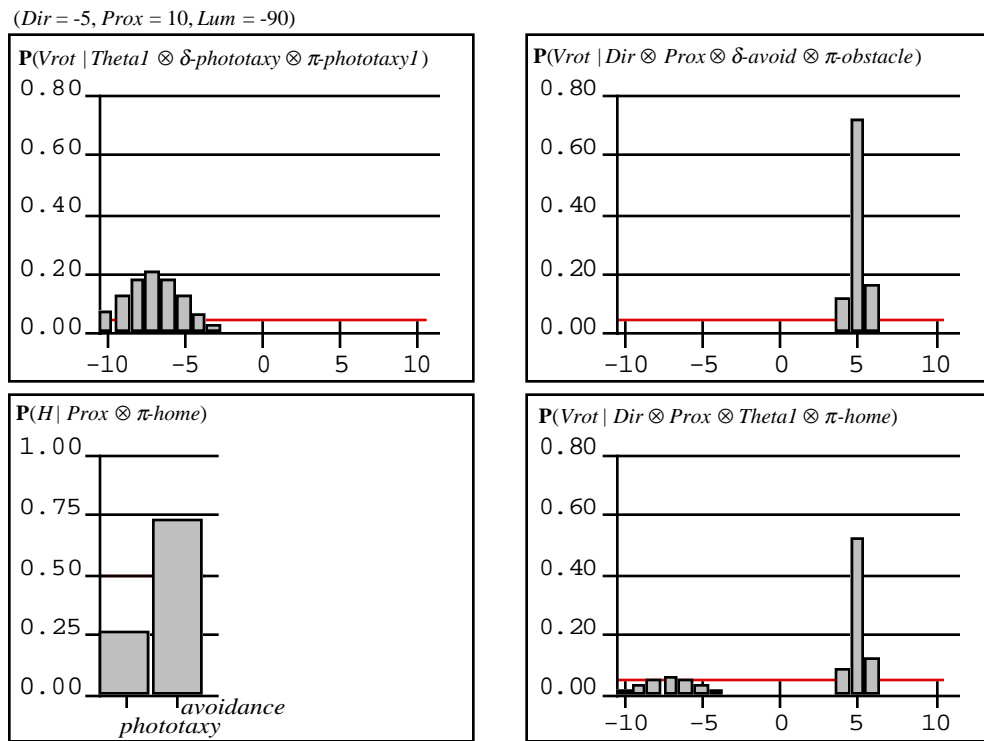 (Dir = -5, Prox = 10, Lum = -90)
P(Vrot | Theta1 ⊗ δ-phototaxy ⊗ π-phototaxy1)
0.80
0.60
0.40
0.20
0.00
-10 -5 0 5 10
P(Vrot | Dir ⊗ Prox ⊗ δ-avoid ⊗ π-obstacle)
0.80
0.60
0.40
0.20
0.00
-10 -5 0 5 10
P(H | Prox ⊗ π-home)
1.00
0.75
0.50
0.25
0.00
avoidance
phototaxy
P(Vrot | Dir ⊗ Prox ⊗ Theta1 ⊗ π-home)
0.80
0.60
0.40
0.20
0.00
-10 -5 0 5 10